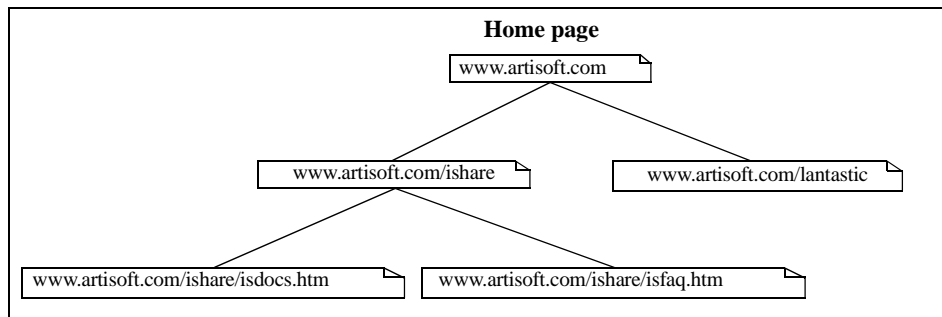 Home page
www.artisoft.com
www.artisoft.com/ishare
www.artisoft.com/lantastic
www.artisoft.com/ishare/isdocs.htm
www.artisoft.com/ishare/isfaq.htm